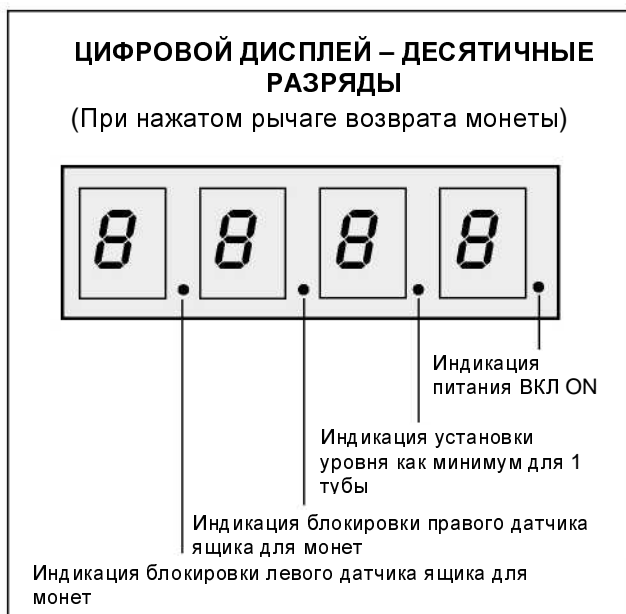 ЦИФРОВОЙ ДИСПЛЕЙ – ДЕСЯТИЧНЫЕ
РАЗРЯДЫ
(При нажатом рычаге возврата монеты)
8. 8. 8. 8.
Индикация
питания ВКЛ ON
Индикация установки
уровня как минимум для 1
тубы
Индикация блокировки правого датчика
ящика для монет
Индикация блокировки левого датчика ящика для
монет